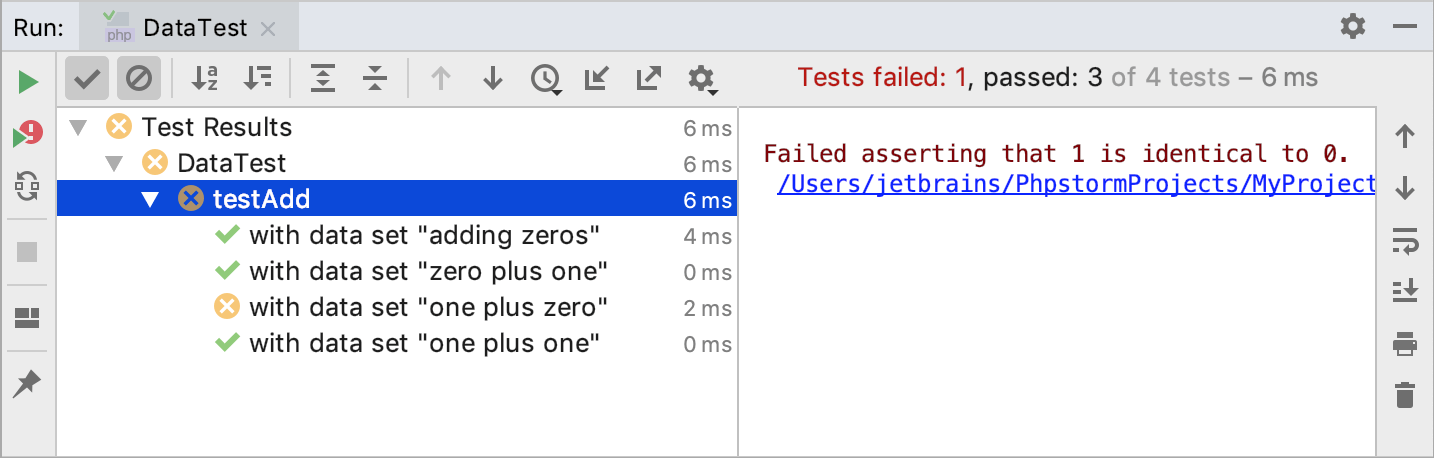 Run: php DataTest
Tests failed: 1, passed: 3 of 4 tests – 6 ms
Test Results 6 ms
DataTest 6 ms
testAdd 6 ms
with data set "adding zeros" 4 ms
with data set "zero plus one" 0 ms
with data set "one plus zero" 2 ms
with data set "one plus one" 0 ms
Failed asserting that 1 is identical to 0.
/Users/jetbrains/PhpstormProjects/MyProject